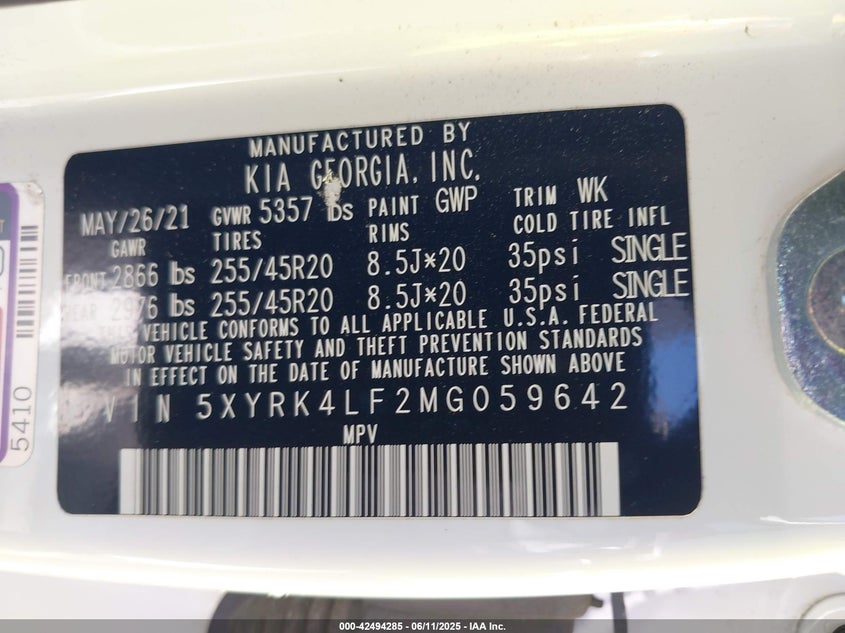 MANUFACTURED BY
KIA GEORGIA, INC.
MAY/26/21 GVWR 5357 lbs PAINT GWP TRIM WK
GAWR TIRES RIMS COLD TIRE INFL
FRONT 2866 lbs 255/45R20 8.5J*20 35psi SINGLE
REAR 2976 lbs 255/45R20 8.5J*20 35psi SINGLE
THIS VEHICLE CONFORMS TO ALL APPLICABLE U.S.A. FEDERAL
MOTOR VEHICLE SAFETY AND THEFT PREVENTION STANDARDS
IN EFFECT ON THE DATE OF MANUFACTURE SHOWN ABOVE
VIN 5XYRK4LF2MG059642
MPV
5410
000-42494285 - 06/11/2025 - IAA Inc.